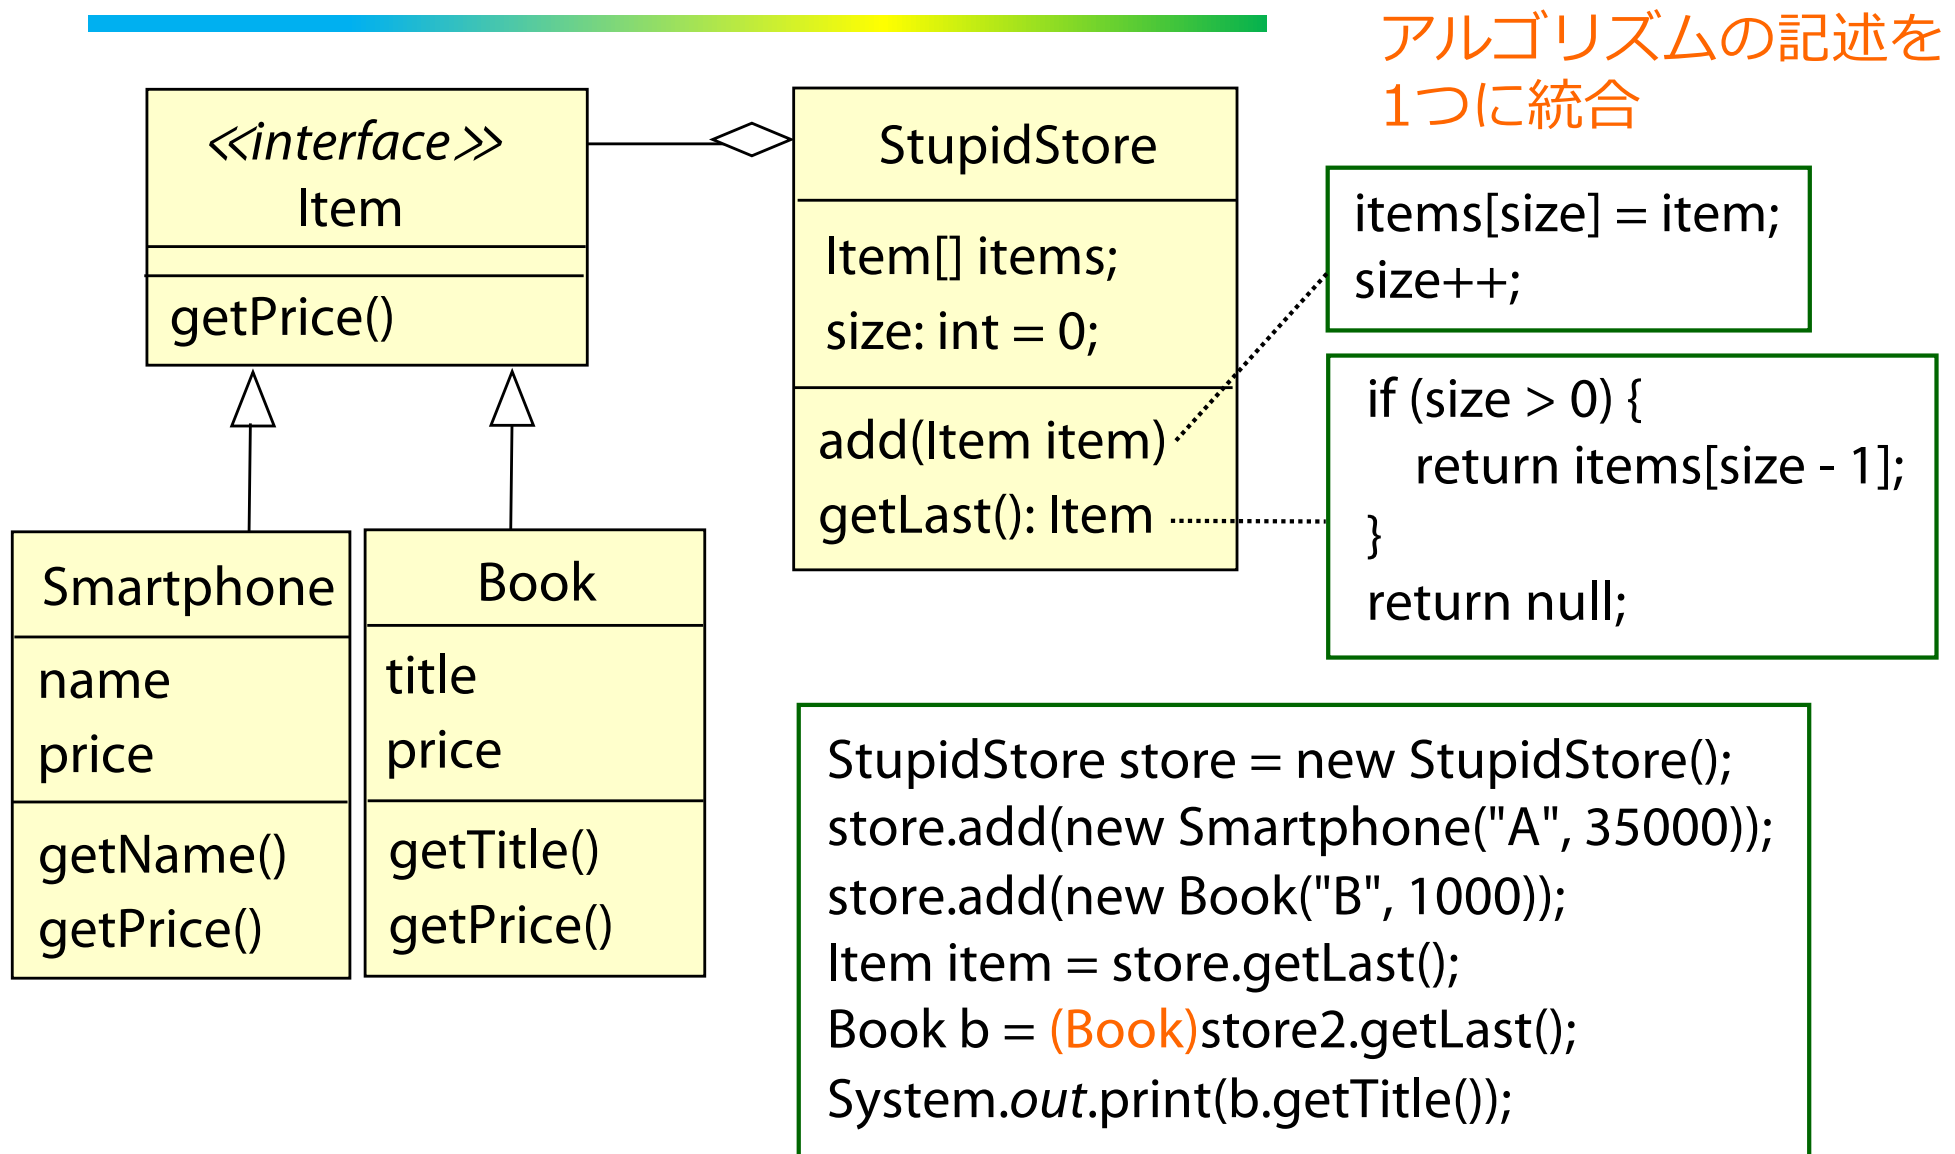 アルゴリズムの記述を
1つに統合
≪interface≫
Item
getPrice()
StupidStore
Item[] items;
size: int = 0;
add(Item item)
getLast(): Item
items[size] = item;
size++;
if (size > 0) {
return items[size - 1];
}
return null;
Smartphone
name
price
getName()
getPrice()
Book
title
price
getTitle()
getPrice()
StupidStore store = new StupidStore();
store.add(new Smartphone("A", 35000));
store.add(new Book("B", 1000));
Item item = store.getLast();
Book b = (Book)store2.getLast();
System.out.print(b.getTitle());